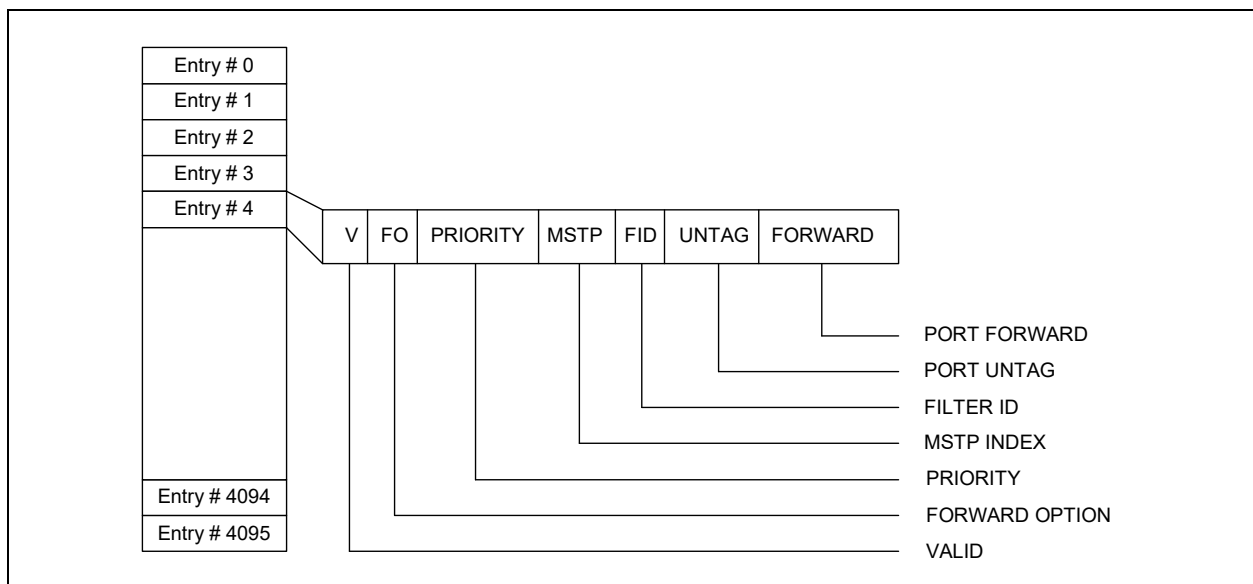 Entry # 0
Entry # 1
Entry # 2
Entry # 3
Entry # 4
V FO PRIORITY MSTP FID UNTAG FORWARD
PORT FORWARD
PORT UNTAG
FILTER ID
MSTP INDEX
PRIORITY
FORWARD OPTION
VALID
Entry # 4094
Entry # 4095